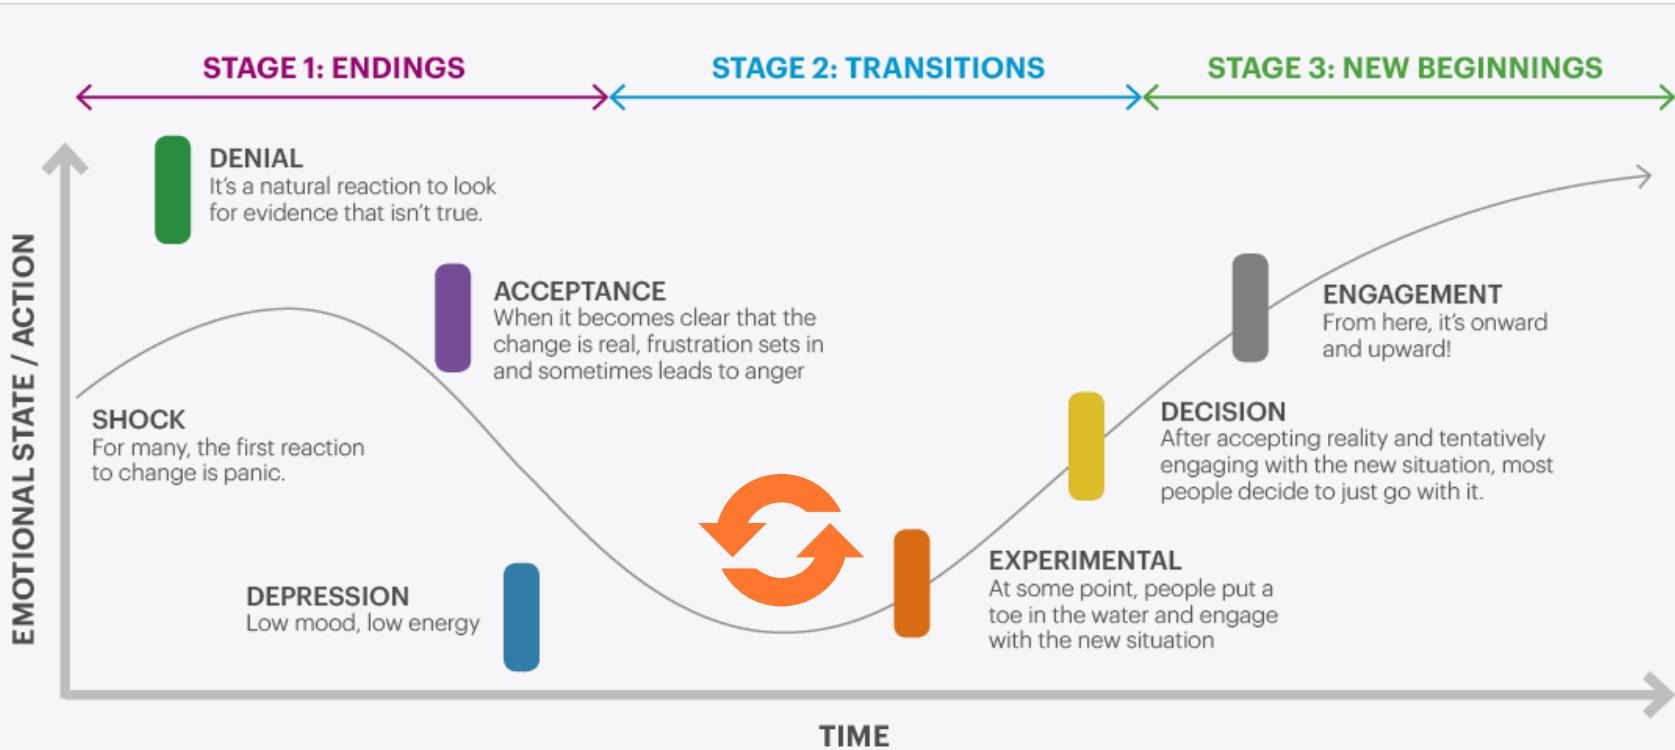 STAGE 1: ENDINGS
STAGE 2: TRANSITIONS
STAGE 3: NEW BEGINNINGS
DENIAL
It's a natural reaction to look
for evidence that isn't true.
ACCEPTANCE
When it becomes clear that the
change is real, frustration sets in
and sometimes leads to anger
ENGAGEMENT
From here, it's onward
and upward!
SHOCK
For many, the first reaction
to change is panic.
DECISION
After accepting reality and tentatively
engaging with the new situation, most
people decide to just go with it.
DEPRESSION
Low mood, low energy
EXPERIMENTAL
At some point, people put a
toe in the water and engage
with the new situation
EMOTIONAL STATE / ACTION
TIME